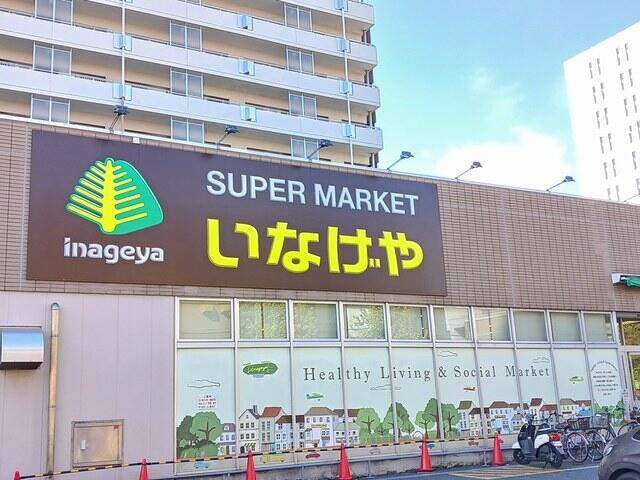 SUPER MARKET
いなげや
inageya
Healthy Living & Social Market